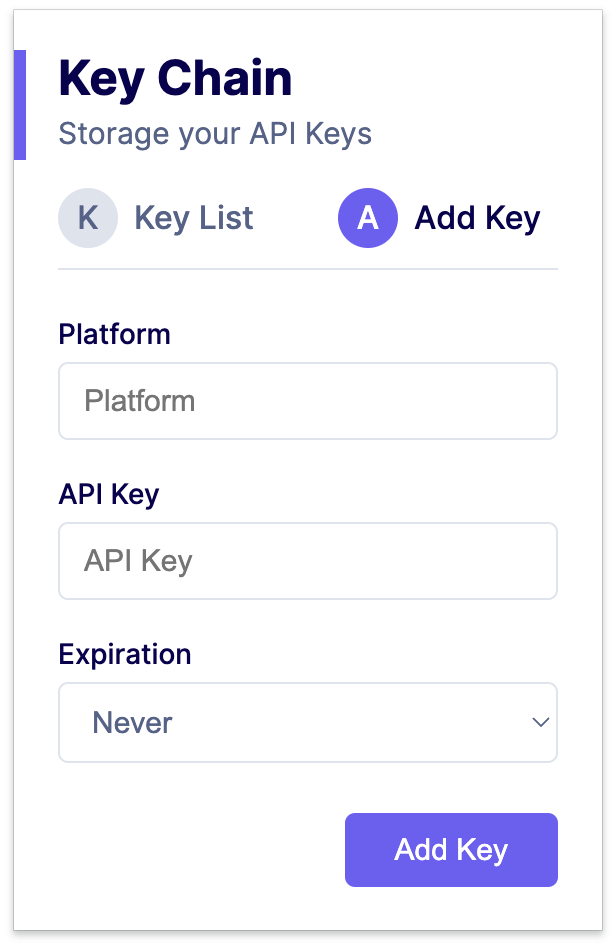 Key Chain
Storage your API Keys
K Key List A Add Key
Platform
Platform
API Key
API Key
Expiration
Never
Add Key